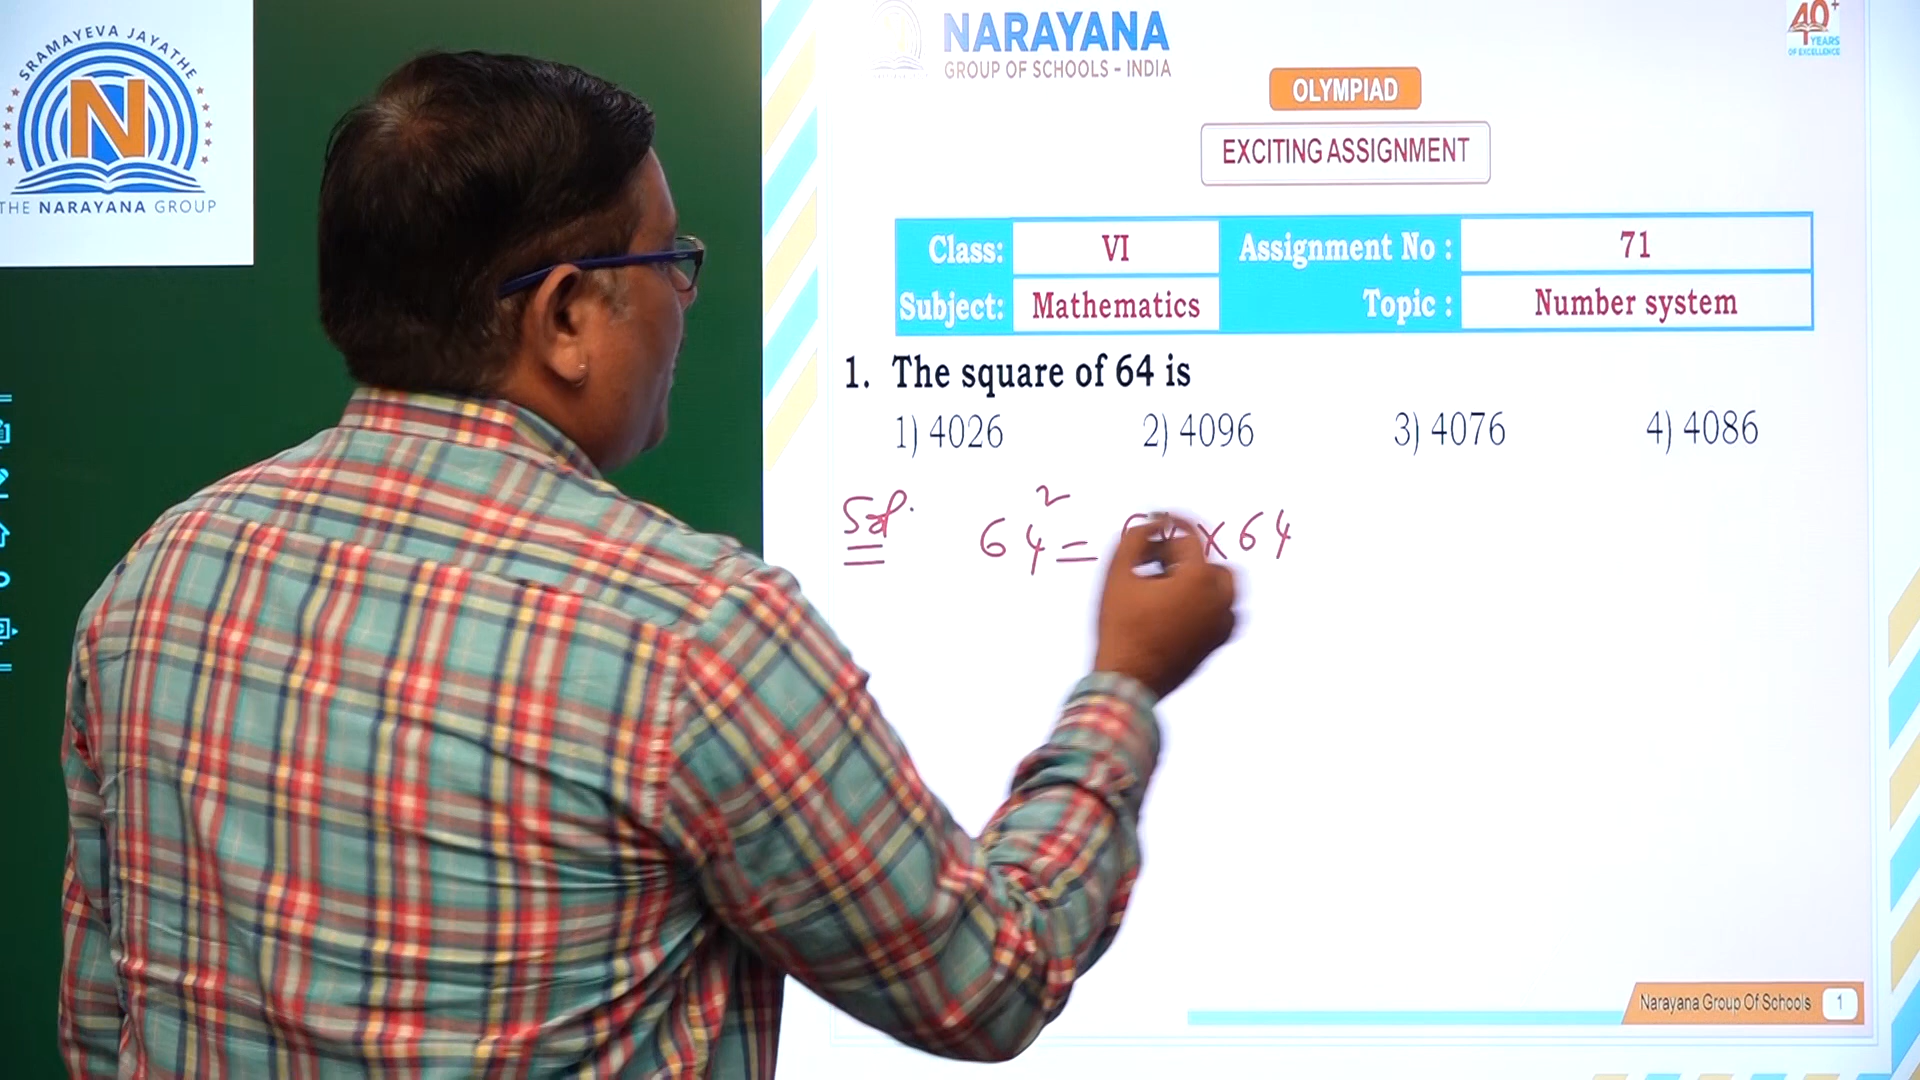 SRAMAYEVA JAYATHE
N
THE NARAYANA GROUP
NARAYANA
GROUP OF SCHOOLS - INDIA
40+
YEARS
OF EXCELLENCE
OLYMPIAD
EXCITING ASSIGNMENT
Class: VI Assignment No : 71
Subject: Mathematics Topic : Number system
1. The square of 64 is
1) 4026 2) 4096 3) 4076 4) 4086
Sol. 64² = × 64
Narayana Group Of Schools 1